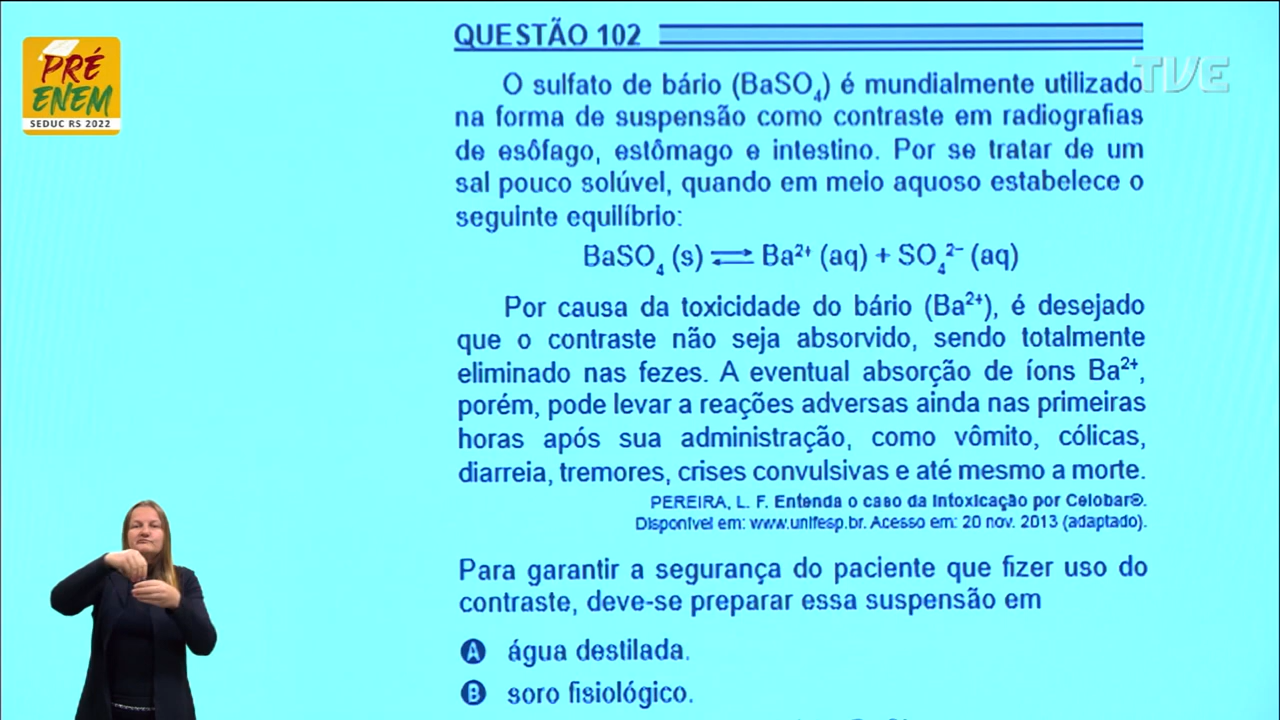 PRÉ
ENEM
SEDUC RS 2022
TVE
QUESTÃO 102
O sulfato de bário (BaSO₄) é mundialmente utilizado
na forma de suspensão como contraste em radiografias
de esôfago, estômago e intestino. Por se tratar de um
sal pouco solúvel, quando em meio aquoso estabelece o
seguinte equilíbrio:
BaSO₄ (s) ⇌ Ba²⁺ (aq) + SO₄²⁻ (aq)
Por causa da toxicidade do bário (Ba²⁺), é desejado
que o contraste não seja absorvido, sendo totalmente
eliminado nas fezes. A eventual absorção de íons Ba²⁺,
porém, pode levar a reações adversas ainda nas primeiras
horas após sua administração, como vômito, cólicas,
diarreia, tremores, crises convulsivas e até mesmo a morte.
PEREIRA, L. F. Entenda o caso da intoxicação por Celobar®.
Disponível em: www.unifesp.br. Acesso em: 20 nov. 2013 (adaptado).
Para garantir a segurança do paciente que fizer uso do
contraste, deve-se preparar essa suspensão em
A água destilada.
B soro fisiológico.